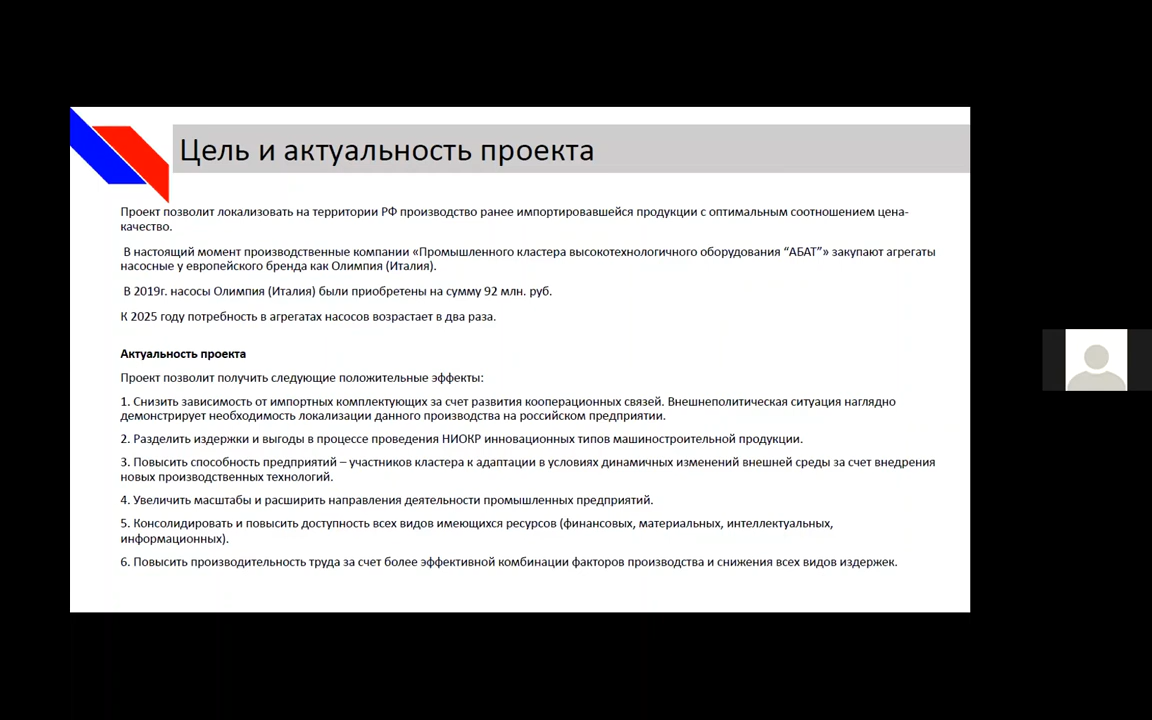 Цель и актуальность проекта
Проект позволит локализовать на территории РФ производство ранее импортировавшейся продукции с оптимальным соотношением цена-
качество.
В настоящий момент производственные компании «Промышленного кластера высокотехнологичного оборудования “АБАТ”» закупают агрегаты
насосные у европейского бренда как Олимпия (Италия).
В 2019г. насосы Олимпия (Италия) были приобретены на сумму 92 млн. руб.
К 2025 году потребность в агрегатах насосов возрастает в два раза.
Актуальность проекта
Проект позволит получить следующие положительные эффекты:
1. Снизить зависимость от импортных комплектующих за счет развития кооперационных связей. Внешнеполитическая ситуация наглядно
демонстрирует необходимость локализации данного производства на российском предприятии.
2. Разделить издержки и выгоды в процессе проведения НИОКР инновационных типов машиностроительной продукции.
3. Повысить способность предприятий – участников кластера к адаптации в условиях динамичных изменений внешней среды за счет внедрения
новых производственных технологий.
4. Увеличить масштабы и расширить направления деятельности промышленных предприятий.
5. Консолидировать и повысить доступность всех видов имеющихся ресурсов (финансовых, материальных, интеллектуальных,
информационных).
6. Повысить производительность труда за счет более эффективной комбинации факторов производства и снижения всех видов издержек.